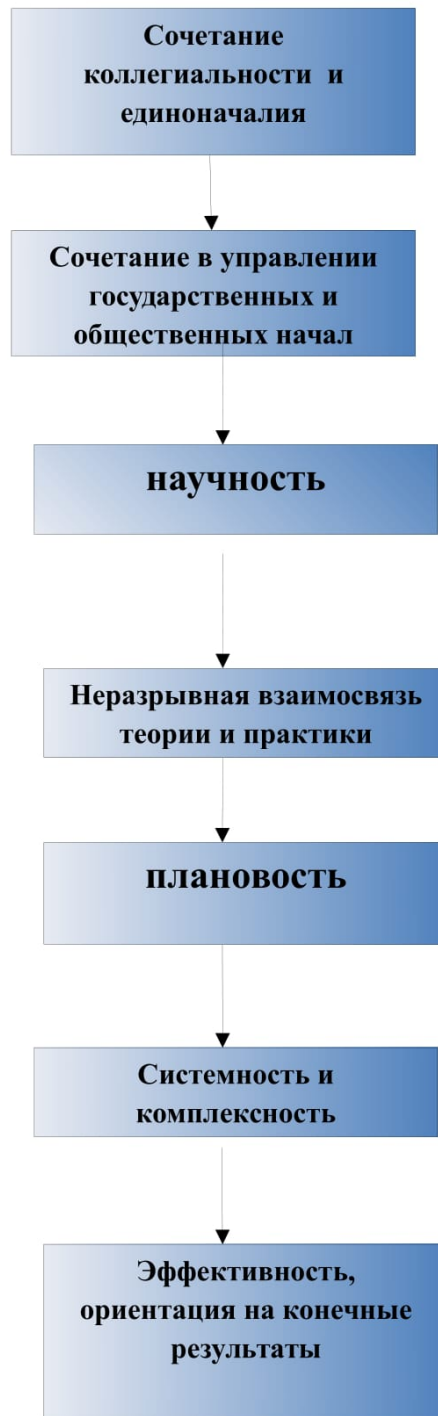 Сочетание
коллегиальности и
единоначалия
Сочетание в управлении
государственных и
общественных начал
научность
Неразрывная взаимосвязь
теории и практики
плановость
Системность и
комплексность
Эффективность,
ориентация на конечные
результаты